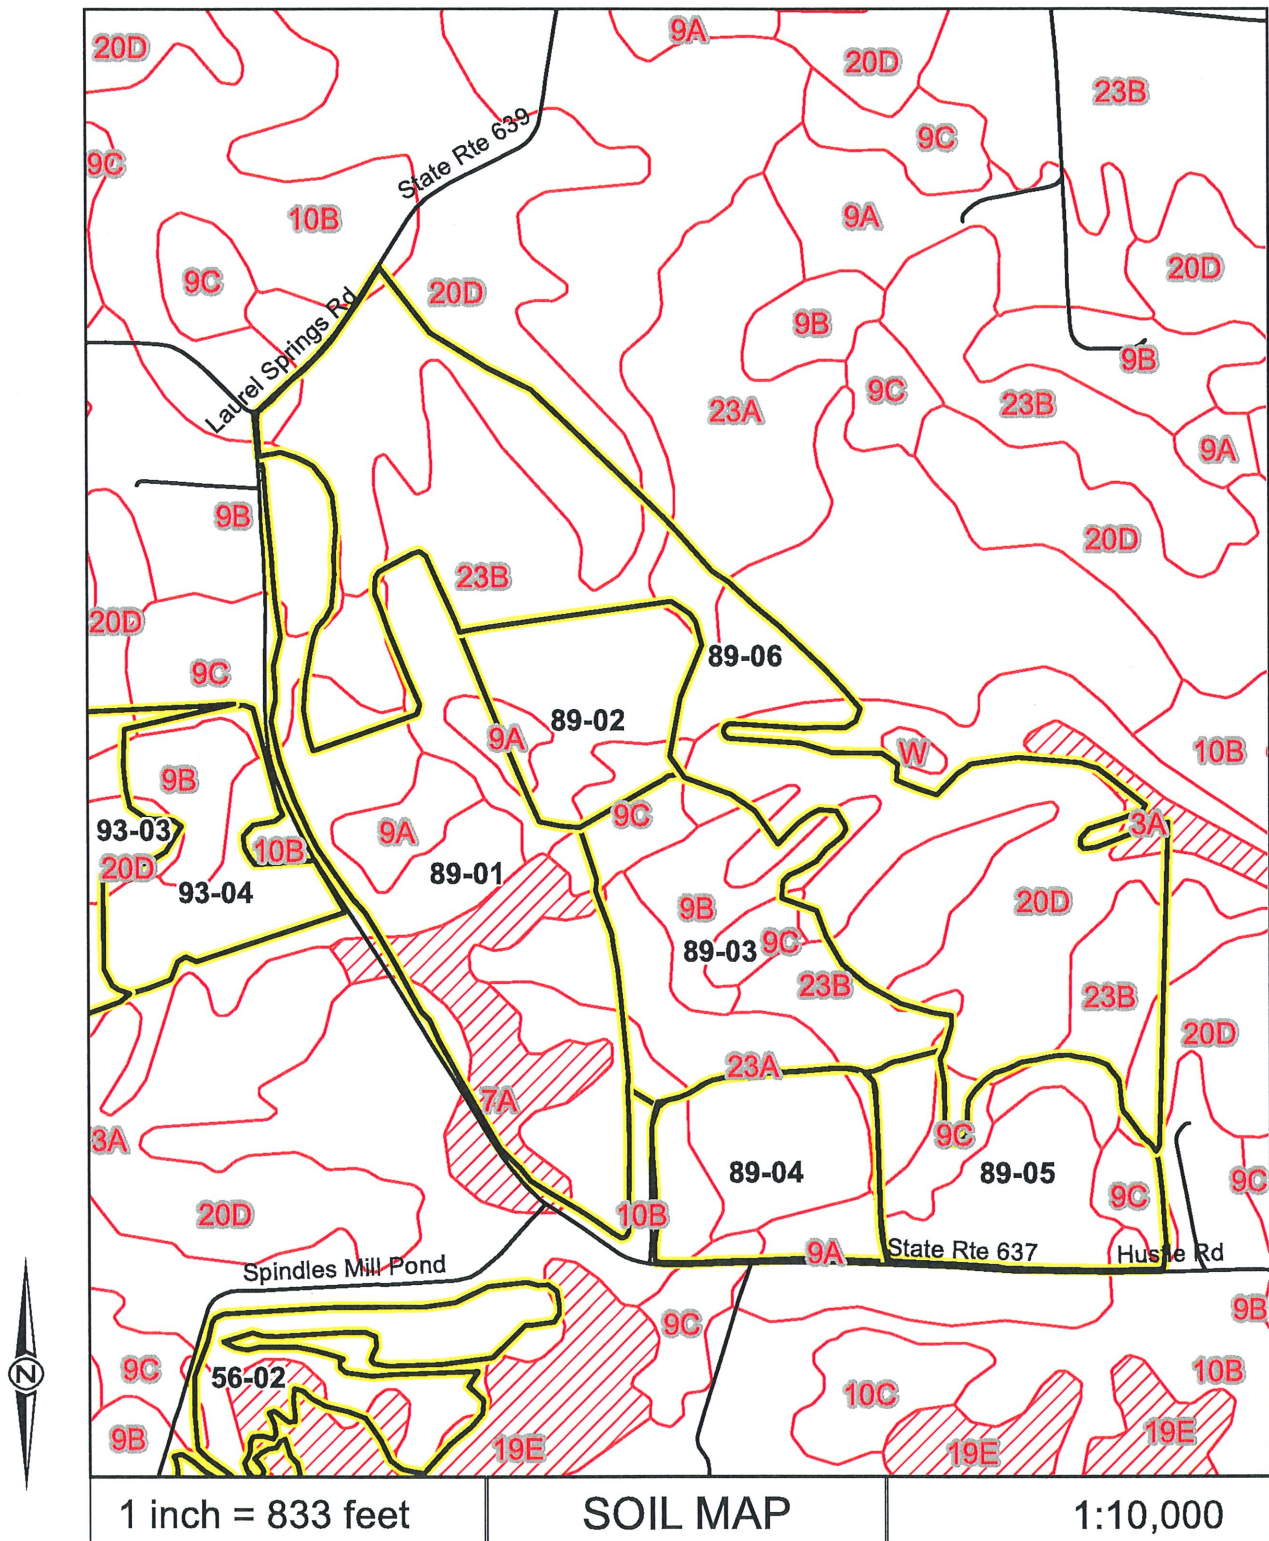 9A
20D
20D
23B
State Rte 639
9C
9C
10B
9A
9C
20D
20D
Laurel Springs Rd
9B
9B
9C
23B
23A
9A
9B
20D
23B
20D
89-06
9C
89-02
9A
W
10B
9B
93-03
9C
3A
9A
10B
20D
89-01
93-04
20D
9B
89-03
9C
23B
23B
20D
23A
7A
9C
3A
89-04
89-05
9C
9C
20D
10B
9A
State Rte 637
Hustle Rd
Spindles Mill Pond
9B
9C
9C
56-02
10B
10C
9B
19E
19E
19E
N
1 inch = 833 feet
SOIL MAP
1:10,000